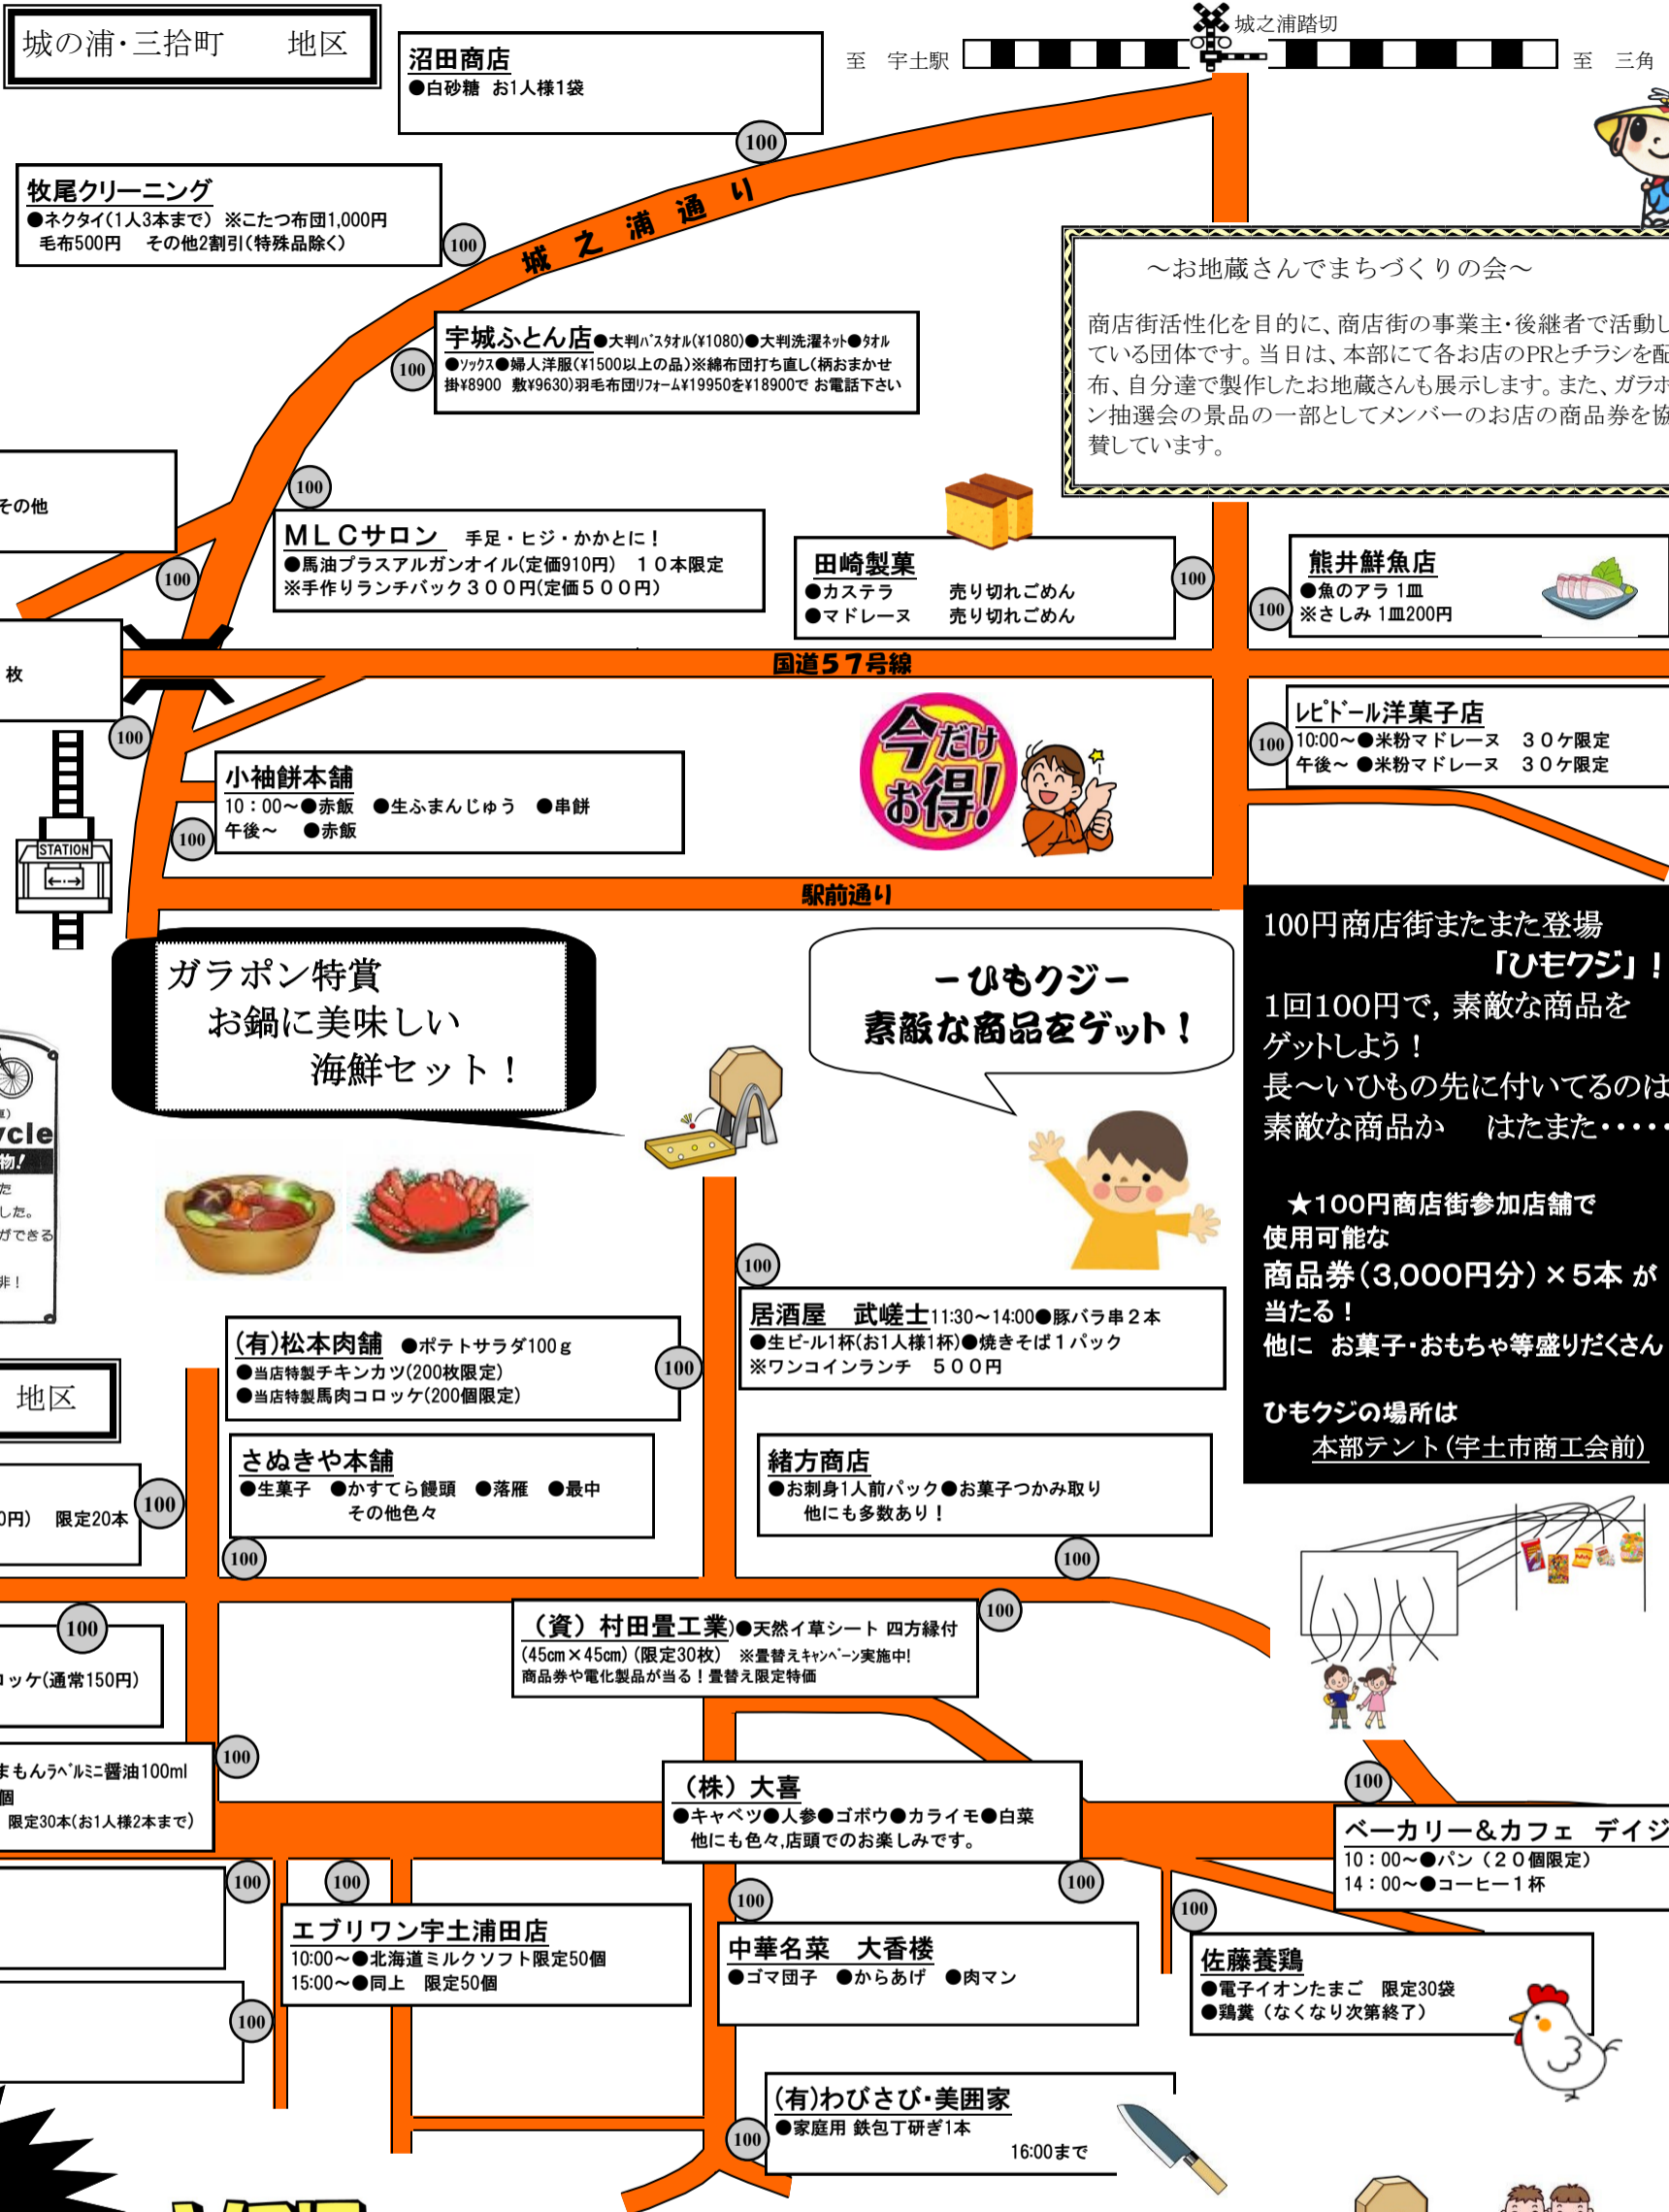 城の浦・三拾町　　地区
沼田商店
●白砂糖 お1人様1袋
至　宇土駅
城之浦踏切
至　三角
100
牧尾クリーニング
●ネクタイ(1人3本まで) ※こたつ布団1,000円
毛布500円　その他2割引(特殊品除く)
100
城之浦通り
～お地蔵さんでまちづくりの会～
商店街活性化を目的に、商店街の事業主・後継者で活動し
ている団体です。当日は、本部にて各お店のPRとチラシを配
布、自分達で製作したお地蔵さんも展示します。また、ガラポ
ン抽選会の景品の一部としてメンバーのお店の商品券を協
賛しています。
宇城ふとん店●大判バスタオル(¥1080)●大判洗濯ネット●タオル
●ソックス●婦人洋服(¥1500以上の品)※綿布団打ち直し(柄おまかせ
掛¥8900 敷¥9630)羽毛布団リフォーム¥19950を¥18900で お電話下さい
100
その他
100
100
MLCサロン　手足・ヒジ・かかとに！
●馬油プラスアルガンオイル(定価910円)　10本限定
※手作りランチバック300円(定価500円)
田崎製菓
●カステラ　　売り切れごめん
●マドレーヌ　売り切れごめん
100
熊井鮮魚店
●魚のアラ 1皿
※さしみ 1皿200円
100
国道57号線
枚
100
今だけお得！
レピドール洋菓子店
10:00～●米粉マドレーヌ　30ケ限定
午後～ ●米粉マドレーヌ　30ケ限定
100
小袖餅本舗
10：00～●赤飯　●生ふまんじゅう　●串餅
午後～　●赤飯
100
STATION
駅前通り
ガラポン特賞
お鍋に美味しい
海鮮セット！
－ひもクジ－
素敵な商品をゲット！
100円商店街またまた登場
「ひもクジ」！
1回100円で, 素敵な商品を
ゲットしよう！
長～いひもの先に付いてるのは
素敵な商品か　はたまた・・・・・
★100円商店街参加店舗で
使用可能な
商品券(3,000円分)×5本 が
当たる！
他に　お菓子・おもちゃ等盛りだくさん
ひもクジの場所は
本部テント(宇土市商工会前)
ycle
物！
た
した。
ができる
非！
100
居酒屋　武嵯士11:30～14:00●豚バラ串2本
●生ビール1杯(お1人様1杯)●焼きそば1パック
※ワンコインランチ　500円
(有)松本肉舗　●ポテトサラダ100g
●当店特製チキンカツ(200枚限定)
●当店特製馬肉コロッケ(200個限定)
100
地区
さぬきや本舗
●生菓子　●かすてら饅頭　●落雁　●最中
その他色々
100
緒方商店
●お刺身1人前パック●お菓子つかみ取り
他にも多数あり！
100
0円)　限定20本
100
100
（資）村田畳工業)●天然イ草シート 四方縁付
(45㎝×45㎝)(限定30枚)　※畳替えキャンペーン実施中!
商品券や電化製品が当る！畳替え限定特価
100
ロッケ(通常150円)
まもんラベルミニ醤油100ml
個
限定30本(お1人様2本まで)
100
（株）大喜
●キャベツ●人参●ゴボウ●カライモ●白菜
他にも色々,店頭でのお楽しみです。
100
100
ベーカリー＆カフェ　デイジ
10：00～●パン（20個限定）
14：00～●コーヒー1杯
100
100
エブリワン宇土浦田店
10:00～●北海道ミルクソフト限定50個
15:00～●同上　限定50個
100
中華名菜　大香楼
●ゴマ団子　●からあげ　●肉マン
100
佐藤養鶏
●電子イオンたまご　限定30袋
●鶏糞（なくなり次第終了）
100
100
(有)わびさび・美囲家
●家庭用 鉄包丁研ぎ1本
16:00まで